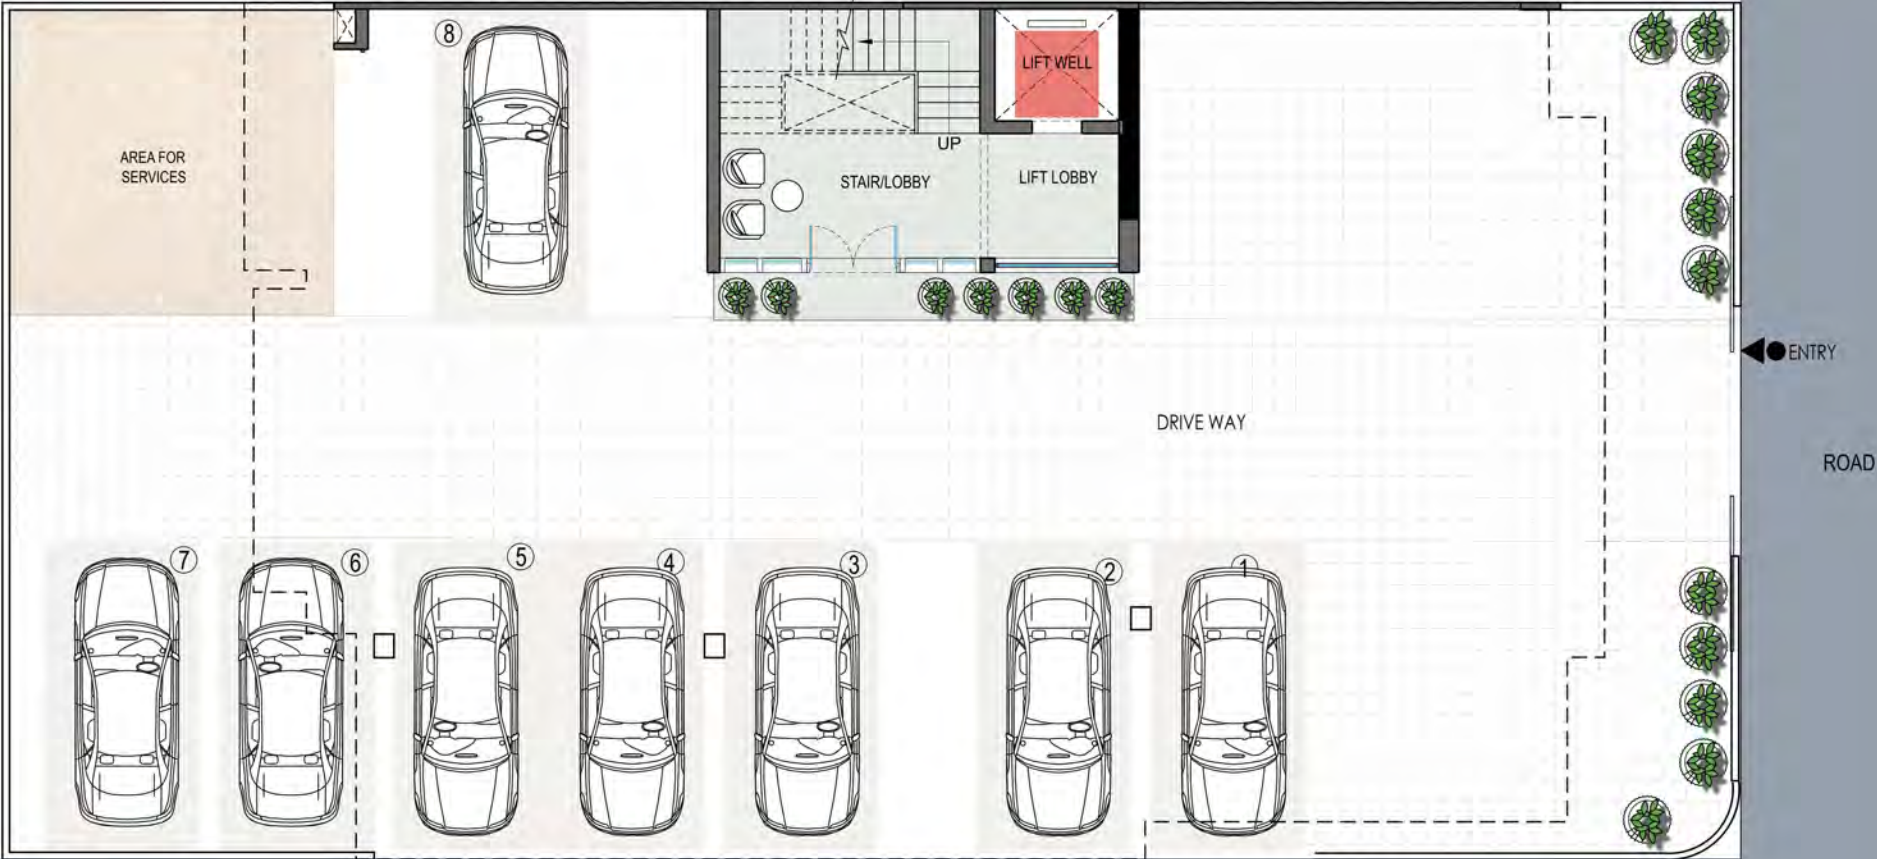 ⑧
LIFT WELL
UP
AREA FOR
SERVICES
STAIR/LOBBY
LIFT LOBBY
ENTRY
DRIVE WAY
ROAD
⑦
⑥
⑤
④
③
②
①